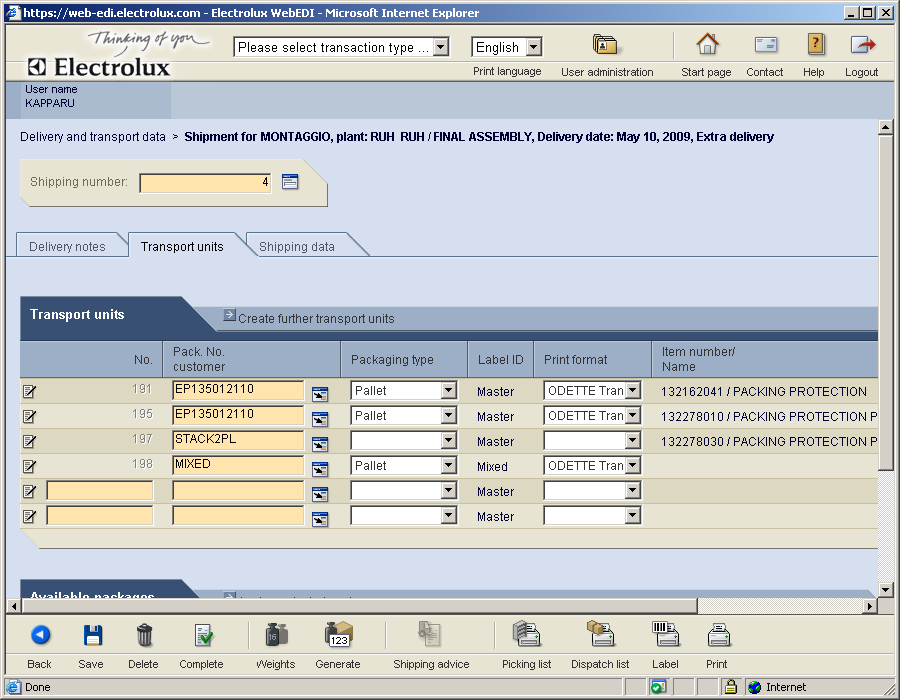 https://web-edi.electrolux.com - Electrolux WebEDI - Microsoft Internet Explorer
Thinking of you
Electrolux
Please select transaction type ...
English
Print language
User administration
Start page
Contact
Help
Logout
User name
KAPPARU
Delivery and transport data > Shipment for MONTAGGIO, plant: RUH RUH / FINAL ASSEMBLY, Delivery date: May 10, 2009, Extra delivery
Shipping number: 4
Delivery notes
Transport units
Shipping data
Transport units
Create further transport units
No. Pack. No. customer Packaging type Label ID Print format Item number/ Name
191 EP135012110 Pallet Master ODETTE Tran 132162041 / PACKING PROTECTION
195 EP135012110 Pallet Master ODETTE Tran 132278010 / PACKING PROTECTION P
197 STACK2PL Master 132278030 / PACKING PROTECTION P
198 MIXED Pallet Mixed ODETTE Tran
Master
Master
Available packages
16
123
Back
Save
Delete
Complete
Weights
Generate
Shipping advice
Picking list
Dispatch list
Label
Print
Done
Internet